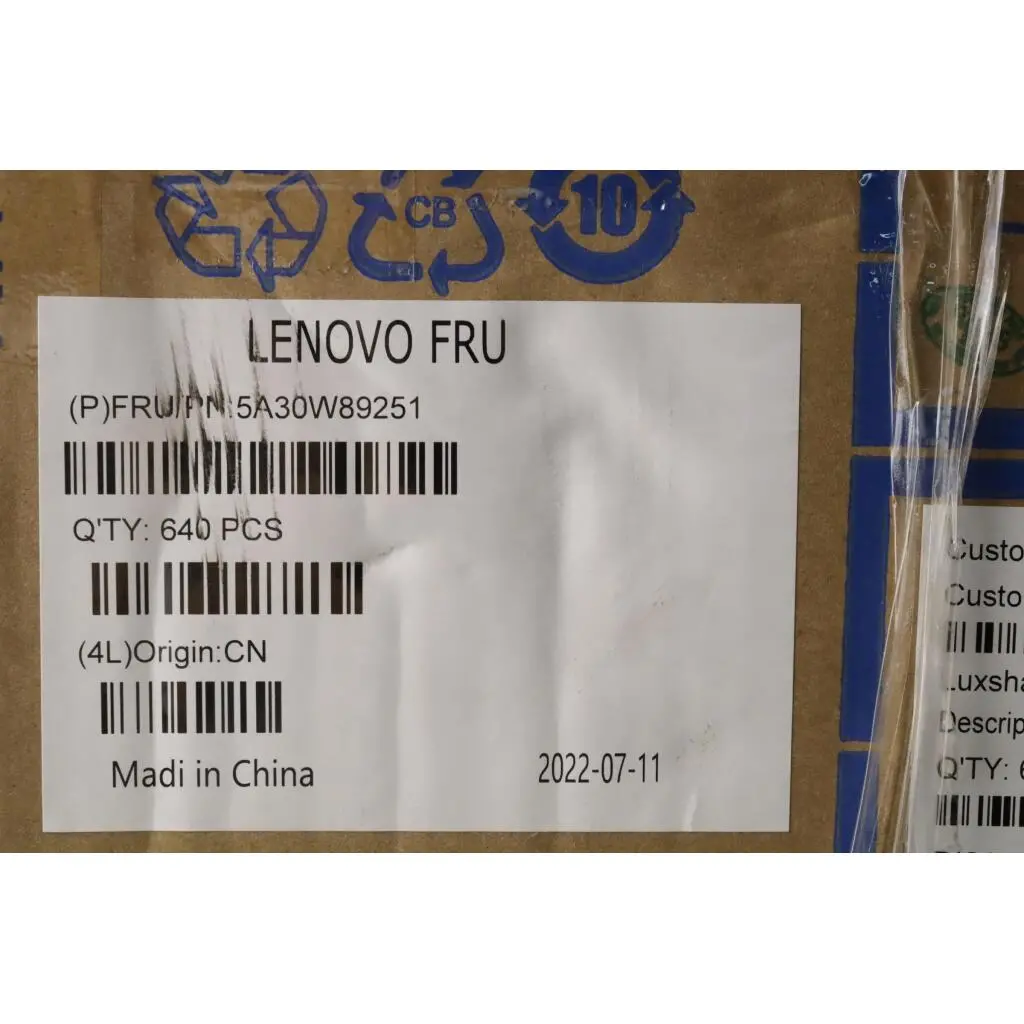 CB
10
LENOVO FRU
(P)FRU/PN:5A30W89251
Q'TY: 640 PCS
(4L)Origin:CN
Madi in China
2022-07-11
Custo
Custo
Luxsha
Descrip
Q'TY: 6